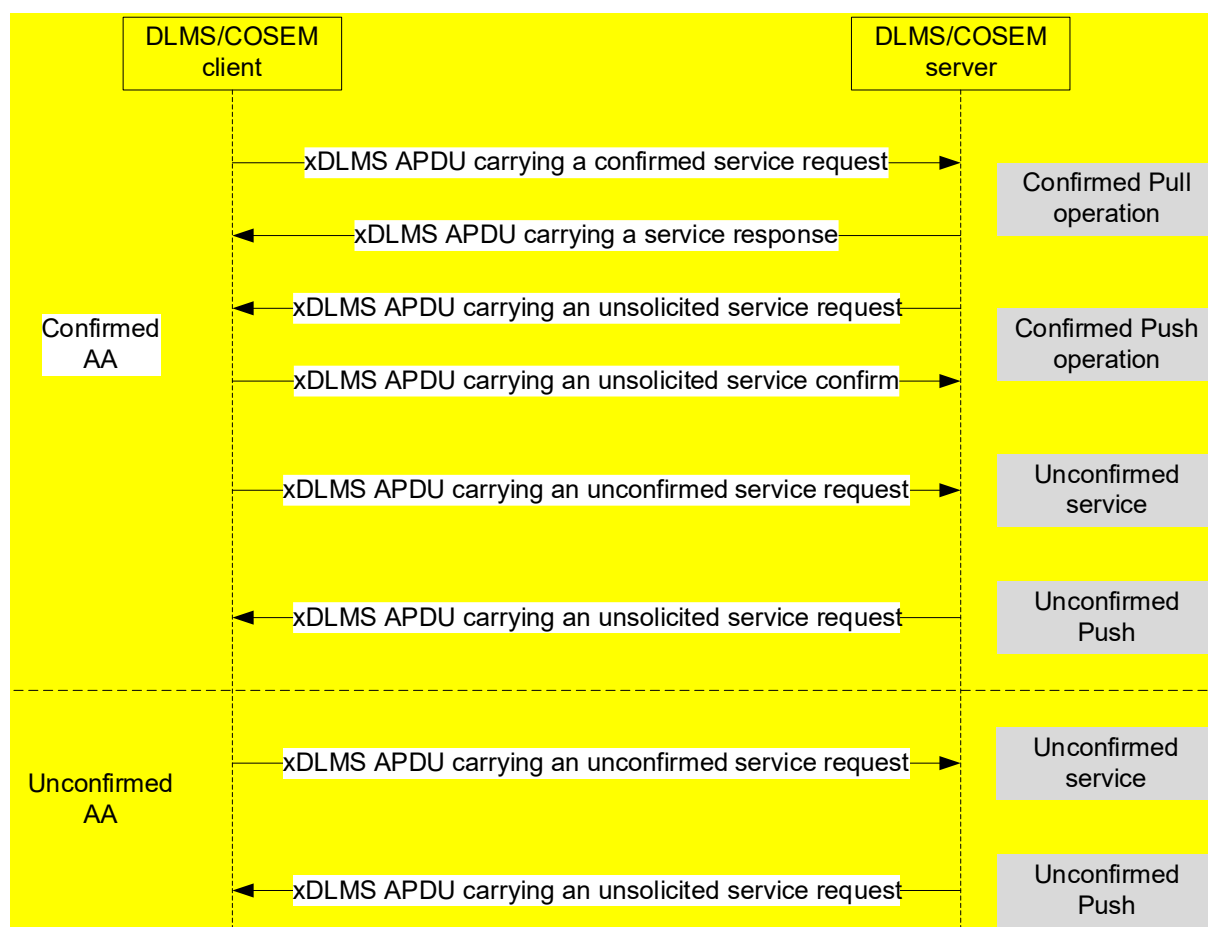 DLMS/COSEM
client
DLMS/COSEM
server
xDLMS APDU carrying a confirmed service request
Confirmed Pull
operation
xDLMS APDU carrying a service response
xDLMS APDU carrying an unsolicited service request
Confirmed
AA
Confirmed Push
operation
xDLMS APDU carrying an unsolicited service confirm
xDLMS APDU carrying an unconfirmed service request
Unconfirmed
service
xDLMS APDU carrying an unsolicited service request
Unconfirmed
Push
xDLMS APDU carrying an unconfirmed service request
Unconfirmed
service
Unconfirmed
AA
xDLMS APDU carrying an unsolicited service request
Unconfirmed
Push